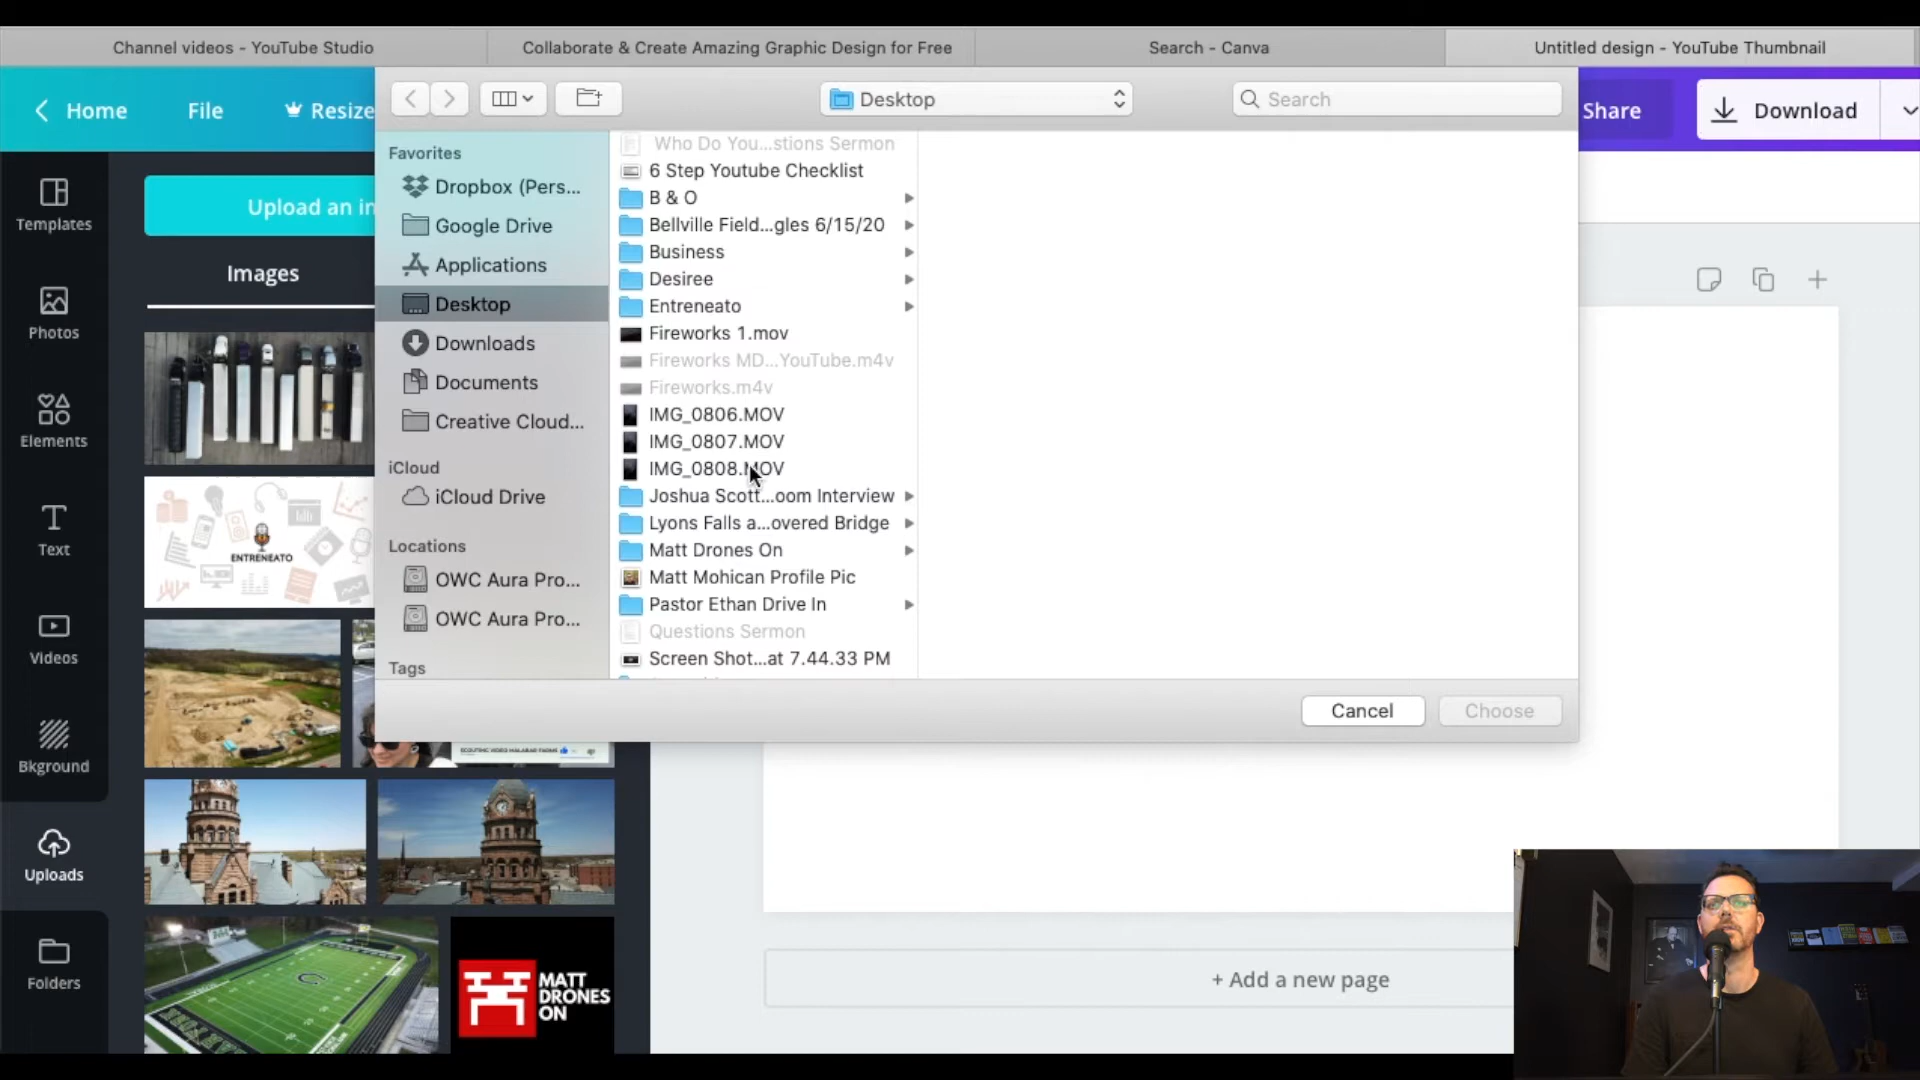 Channel videos - YouTube Studio
Collaborate & Create Amazing Graphic Design for Free
Search - Canva
Untitled design - YouTube Thumbnail
Home
File
Resize
Desktop
Search
Share
Download
Templates
Photos
Elements
Text
Videos
Bkground
Uploads
Folders
Upload an in
Images
ENTRENEATO
SCOUTING VIDEO MALABAR FARMS
MATT
DRONES
ON
Favorites
Dropbox (Pers...
Google Drive
Applications
Desktop
Downloads
Documents
Creative Cloud...
iCloud
iCloud Drive
Locations
OWC Aura Pro...
OWC Aura Pro...
Tags
Who Do You...stions Sermon
6 Step Youtube Checklist
B & O
Bellville Field...gles 6/15/20
Business
Desiree
Entreneato
Fireworks 1.mov
Fireworks MD...YouTube.m4v
Fireworks.m4v
IMG_0806.MOV
IMG_0807.MOV
IMG_0808.MOV
Joshua Scott...oom Interview
Lyons Falls a...overed Bridge
Matt Drones On
Matt Mohican Profile Pic
Pastor Ethan Drive In
Questions Sermon
Screen Shot...at 7.44.33 PM
Cancel
Choose
+ Add a new page